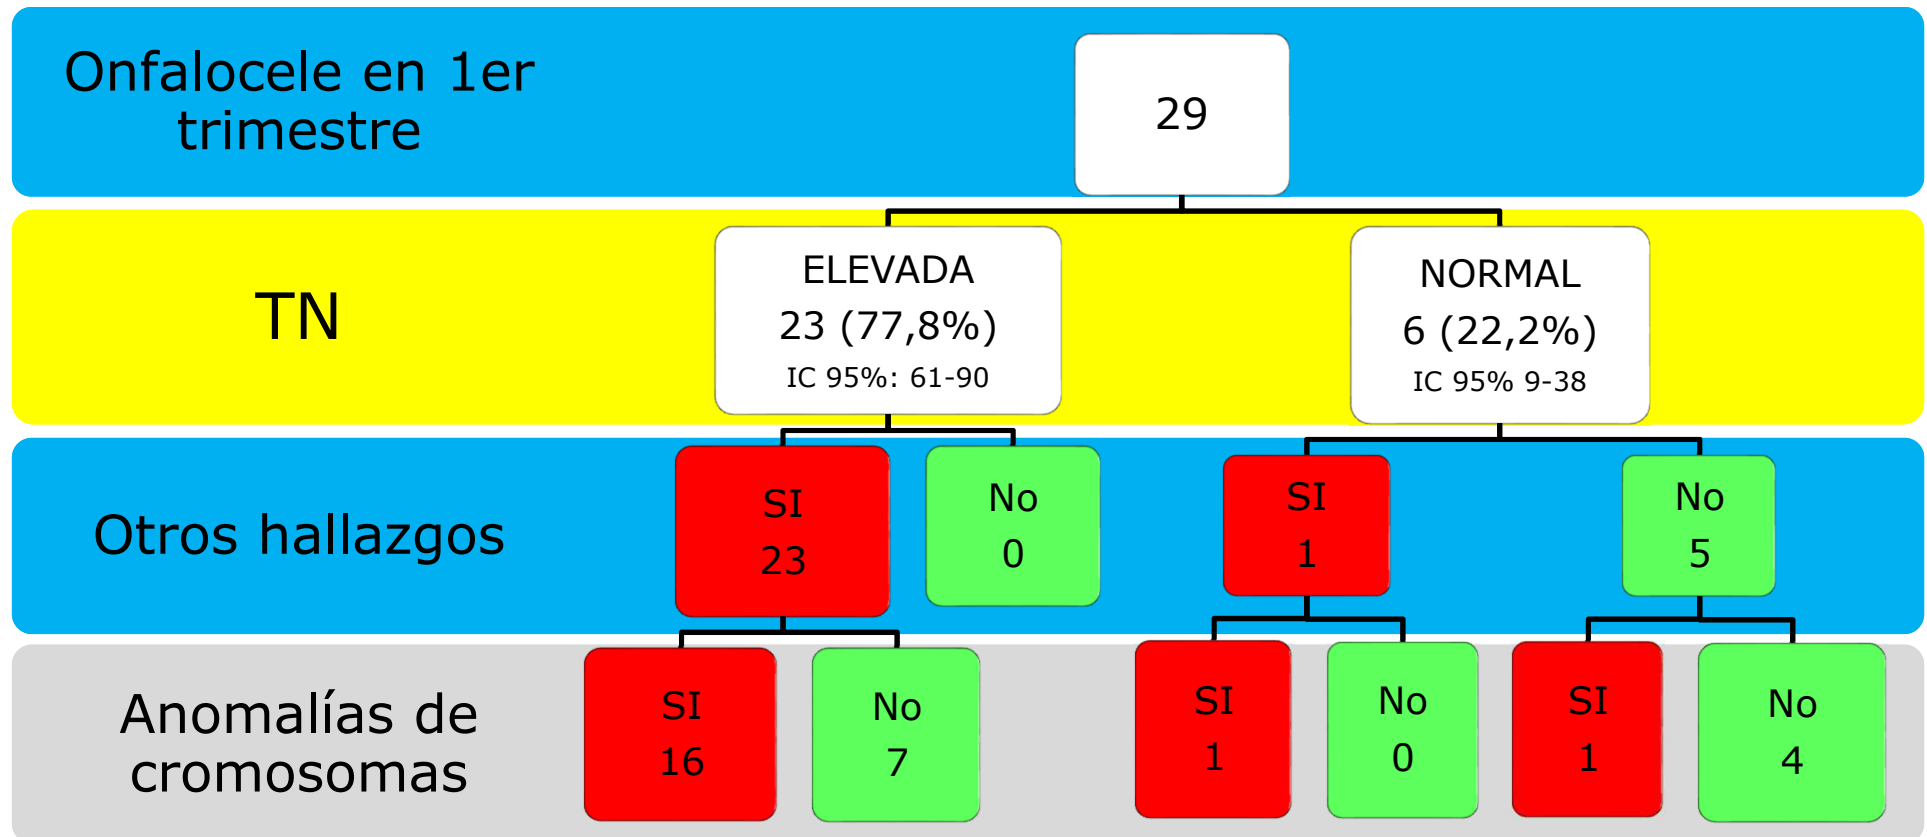 Onfalocele en 1er
trimestre
29
TN
ELEVADA
23 (77,8%)
IC 95%: 61-90
NORMAL
6 (22,2%)
IC 95% 9-38
Otros hallazgos
SI
23
No
0
SI
1
No
5
Anomalías de
cromosomas
SI
16
No
7
SI
1
No
0
SI
1
No
4